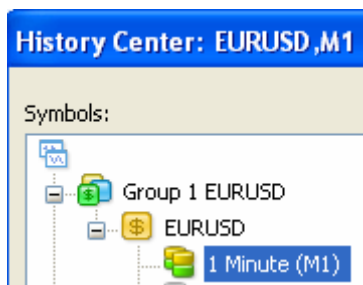 History Center: EURUSD,M1
Symbols:
Group 1 EURUSD
EURUSD
1 Minute (M1)